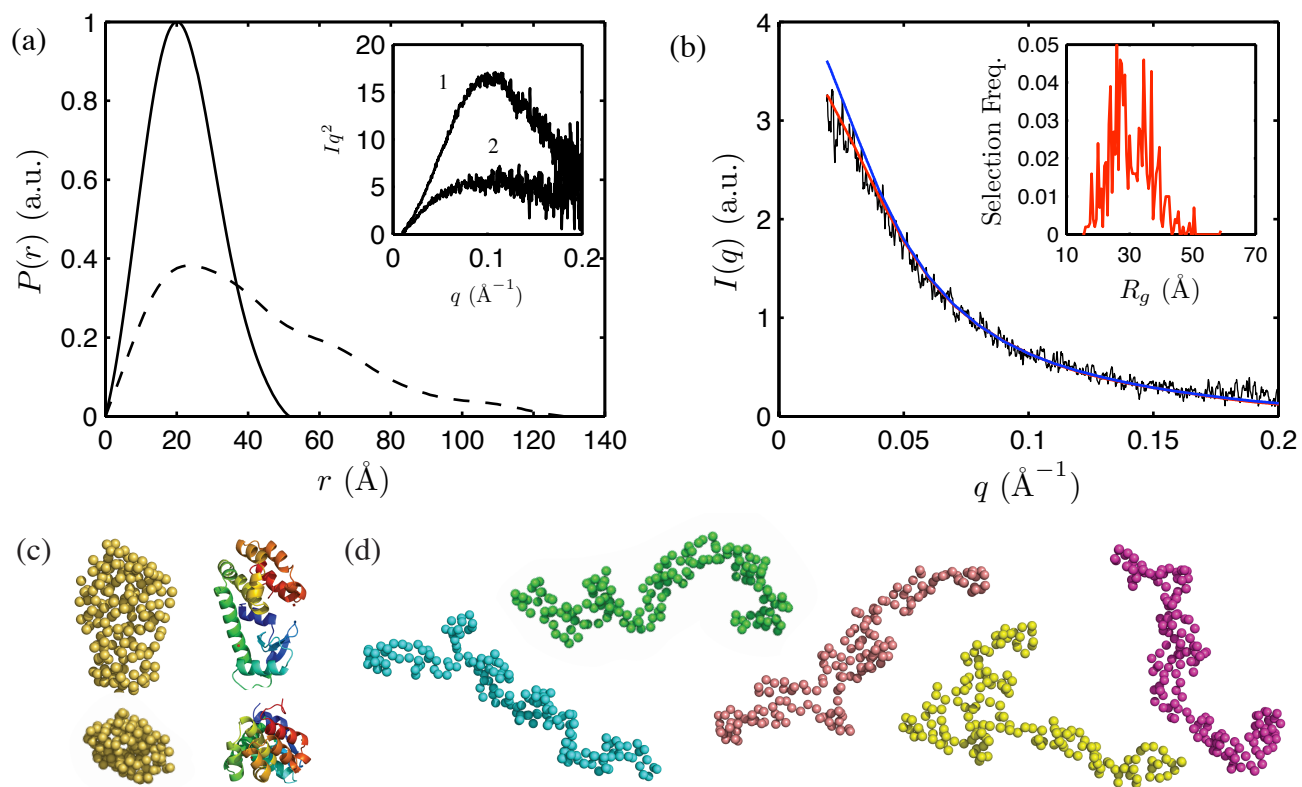 (a)
1
0.8
0.6
0.4
0.2
0
0 20 40 60 80 100 120 140
P(r) (a.u.)
r (Å)
20
15
10
5
0
0 0.1 0.2
Iq²
q (Å⁻¹)
1
2
(b)
4
3
2
1
0
0 0.05 0.1 0.15 0.2
I(q) (a.u.)
q (Å⁻¹)
0.05
0.04
0.03
0.02
0.01
0
10 30 50 70
Selection Freq.
R_g (Å)
(c)
(d)